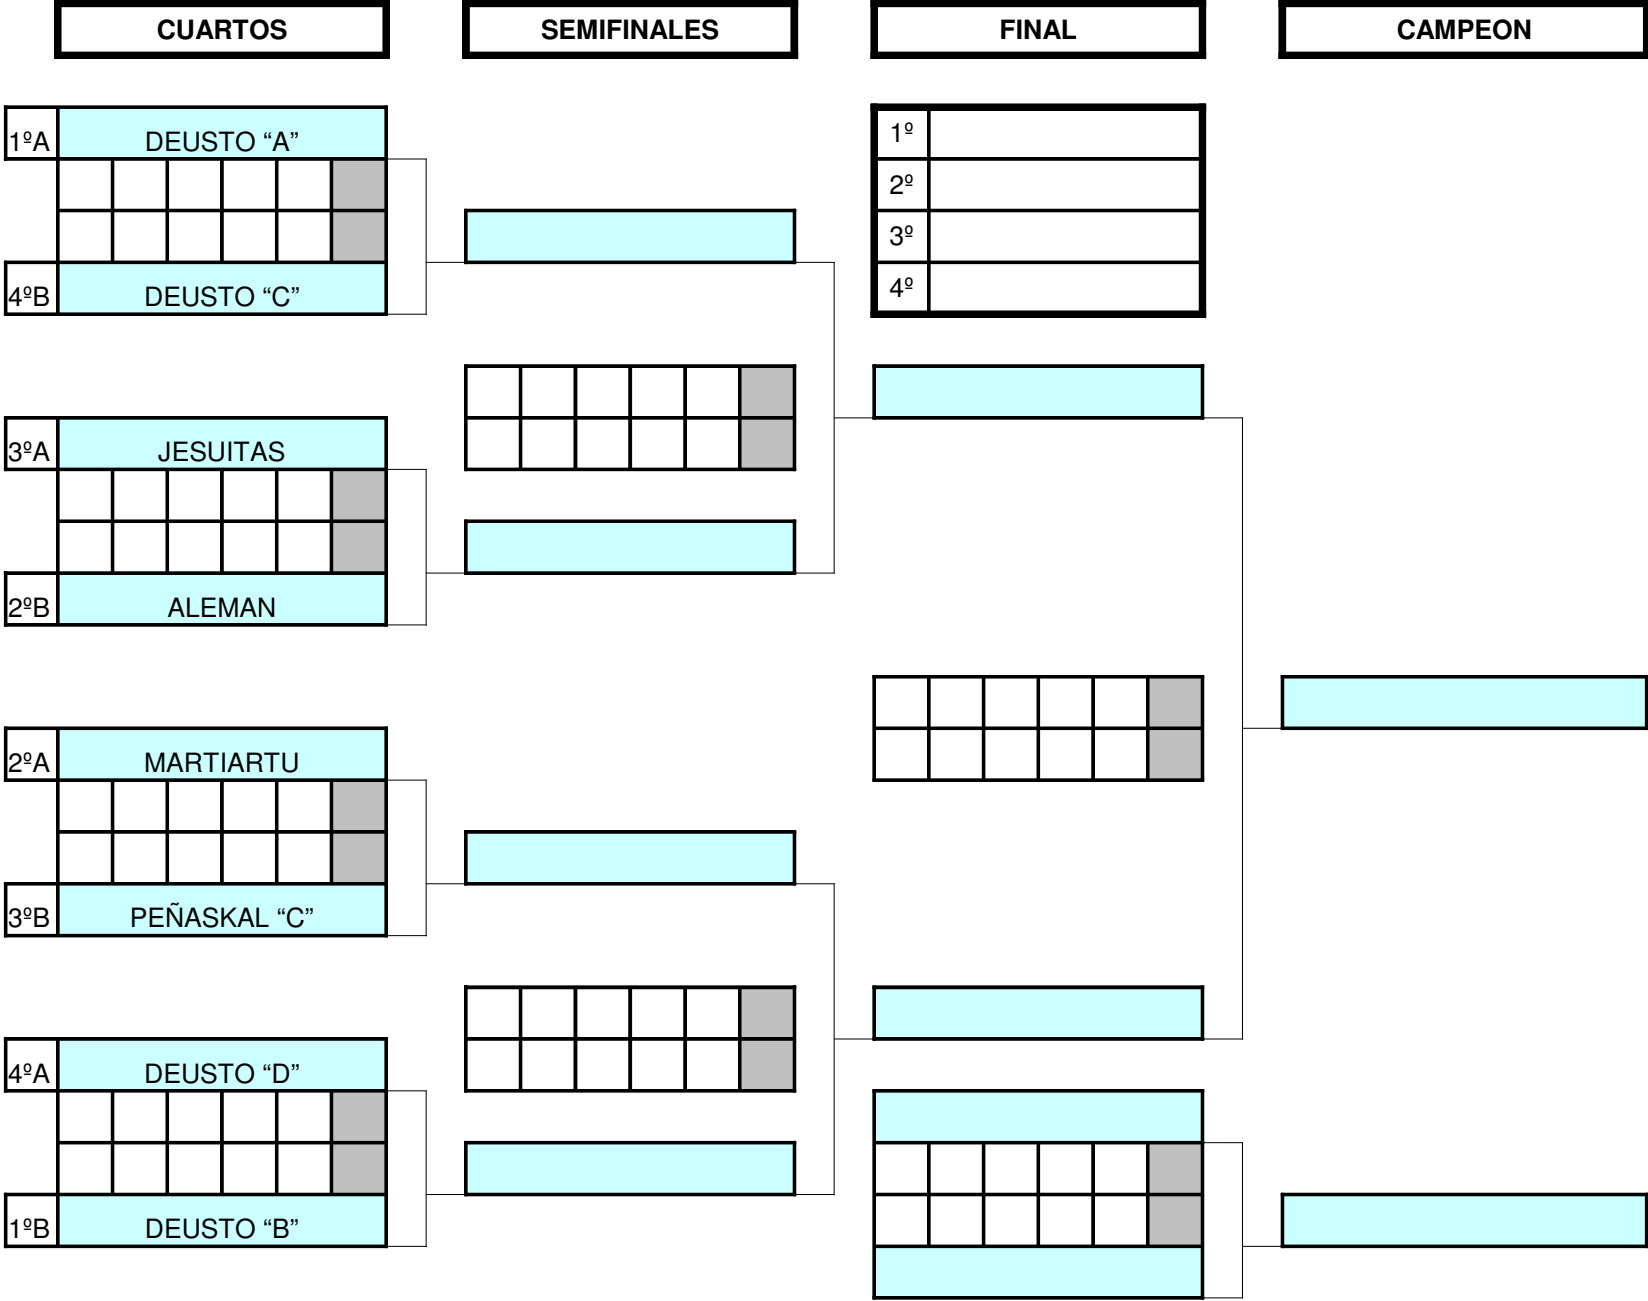 CUARTOS SEMIFINALES FINAL CAMPEON
1ºA DEUSTO “A”
4ºB DEUSTO “C”
1º
2º
3º
4º
3ºA JESUITAS
2ºB ALEMAN
2ºA MARTIARTU
3ºB PEÑASKAL “C”
4ºA DEUSTO “D”
1ºB DEUSTO “B”